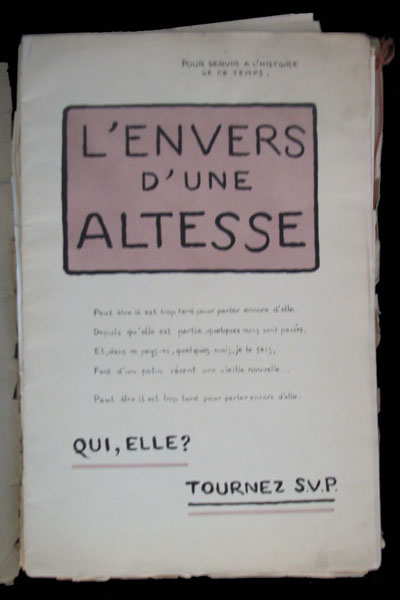 POUR SERVIR A L'HISTOIRE
DE CE TEMPS.
L'ENVERS
D'UNE
ALTESSE
Peut être il est trop tard pour parler encore d'elle.
Depuis qu'elle est partie, quelques mois sont passés,
Et, dans ce pays-ci, quelques mois, je le sais,
Font d'un potin récent une vieille nouvelle...
Peut être il est trop tard pour parler encore d'elle.
QUI, ELLE?
TOURNEZ S.V.P.